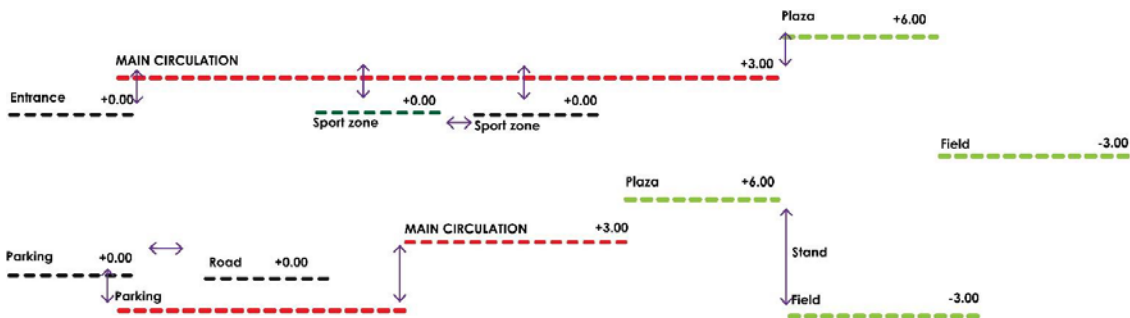 Plaza +6.00
MAIN CIRCULATION +3.00
Entrance +0.00 +0.00 +0.00
Sport zone Sport zone
Field -3.00
Plaza +6.00
MAIN CIRCULATION +3.00
Parking +0.00 Road +0.00 Stand
Parking Field -3.00